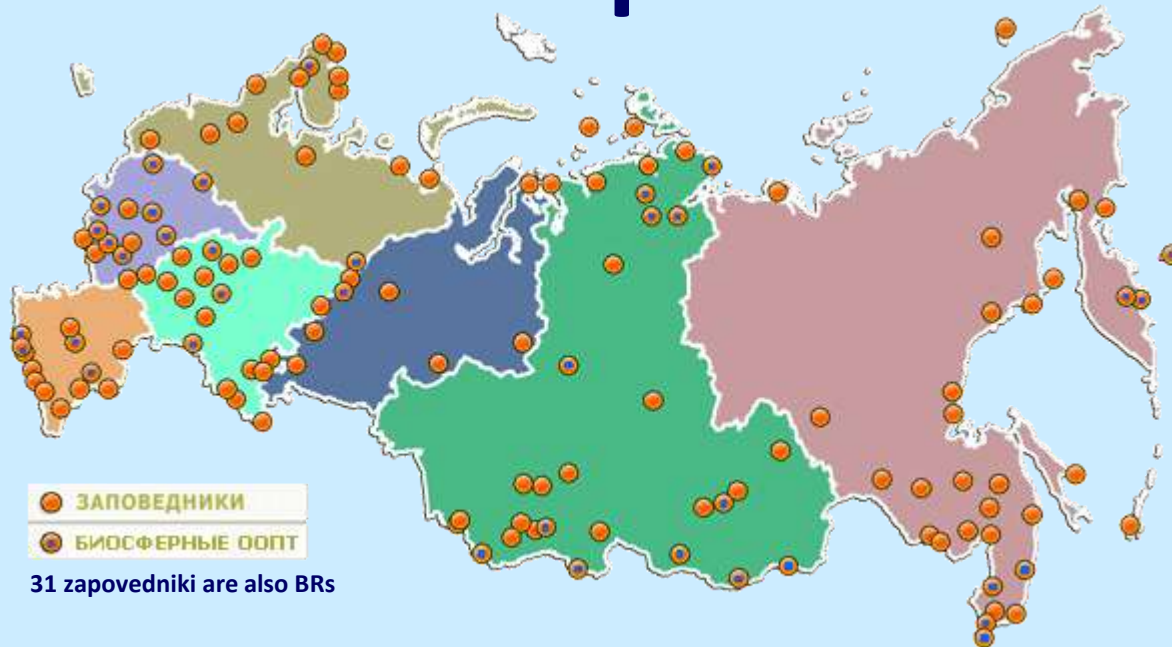 ЗАПОВЕДНИКИ
БИОСФЕРНЫЕ ООПТ
31 zapovedniki are also BRs